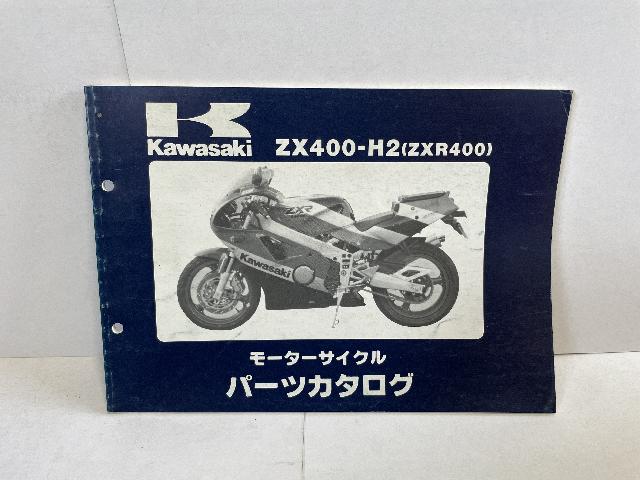 Kawasaki ZX400-H2(ZXR400)
ZXR
Kawasaki
モーターサイクル
パーツカタログ